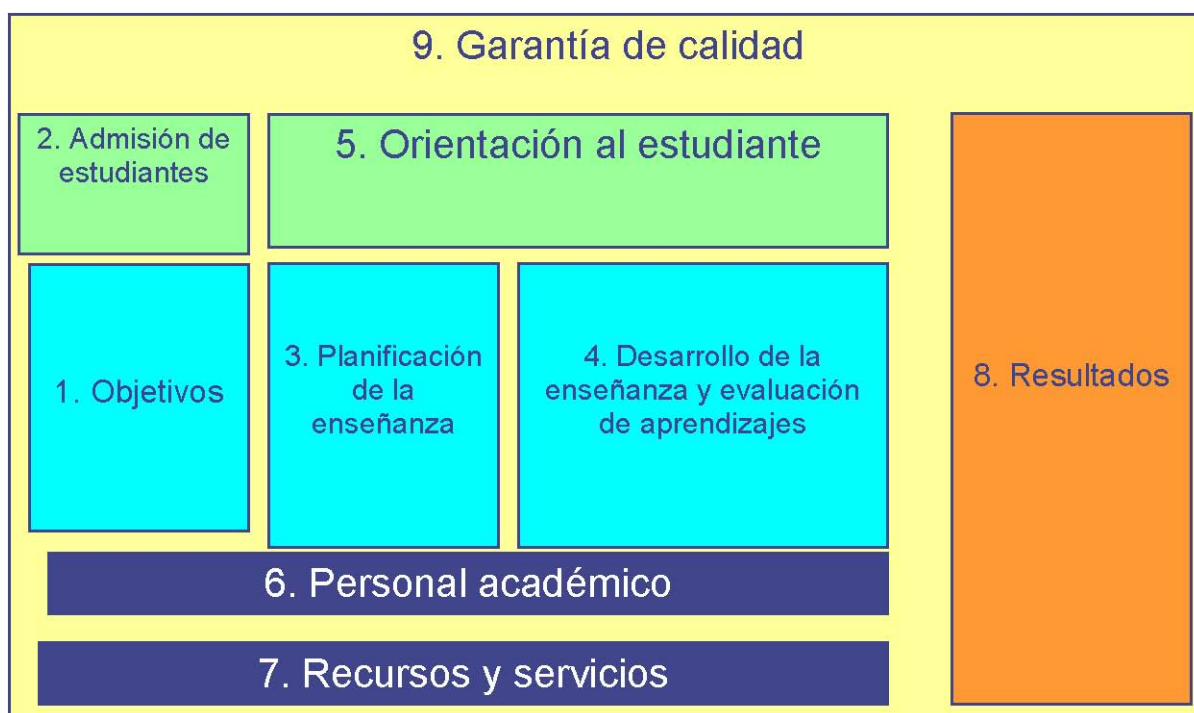 9. Garantía de calidad
2. Admisión de
estudiantes
5. Orientación al estudiante
1. Objetivos
3. Planificación
de la
enseñanza
4. Desarrollo de la
enseñanza y evaluación
de aprendizajes
8. Resultados
6. Personal académico
7. Recursos y servicios